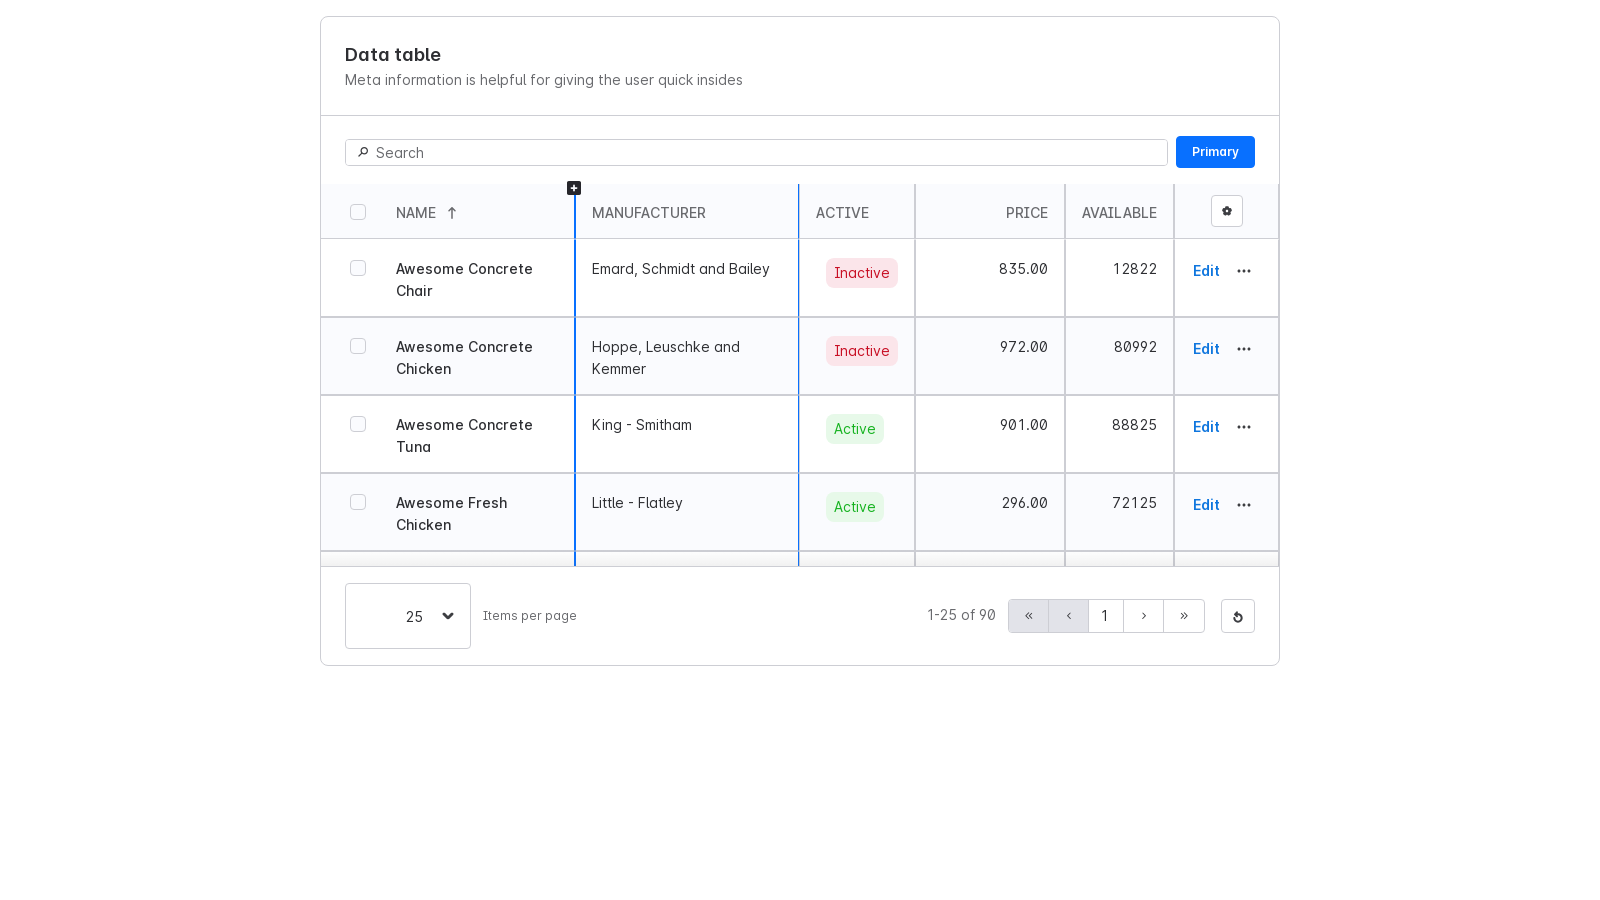 Data table
Meta information is helpful for giving the user quick insides
Search
Primary
NAME MANUFACTURER ACTIVE PRICE AVAILABLE
Awesome Concrete Chair Emard, Schmidt and Bailey Inactive 835.00 12822 Edit
Awesome Concrete Chicken Hoppe, Leuschke and Kemmer Inactive 972.00 80992 Edit
Awesome Concrete Tuna King - Smitham Active 901.00 88825 Edit
Awesome Fresh Chicken Little - Flatley Active 296.00 72125 Edit
25 Items per page 1-25 of 90 « ‹ 1 › »